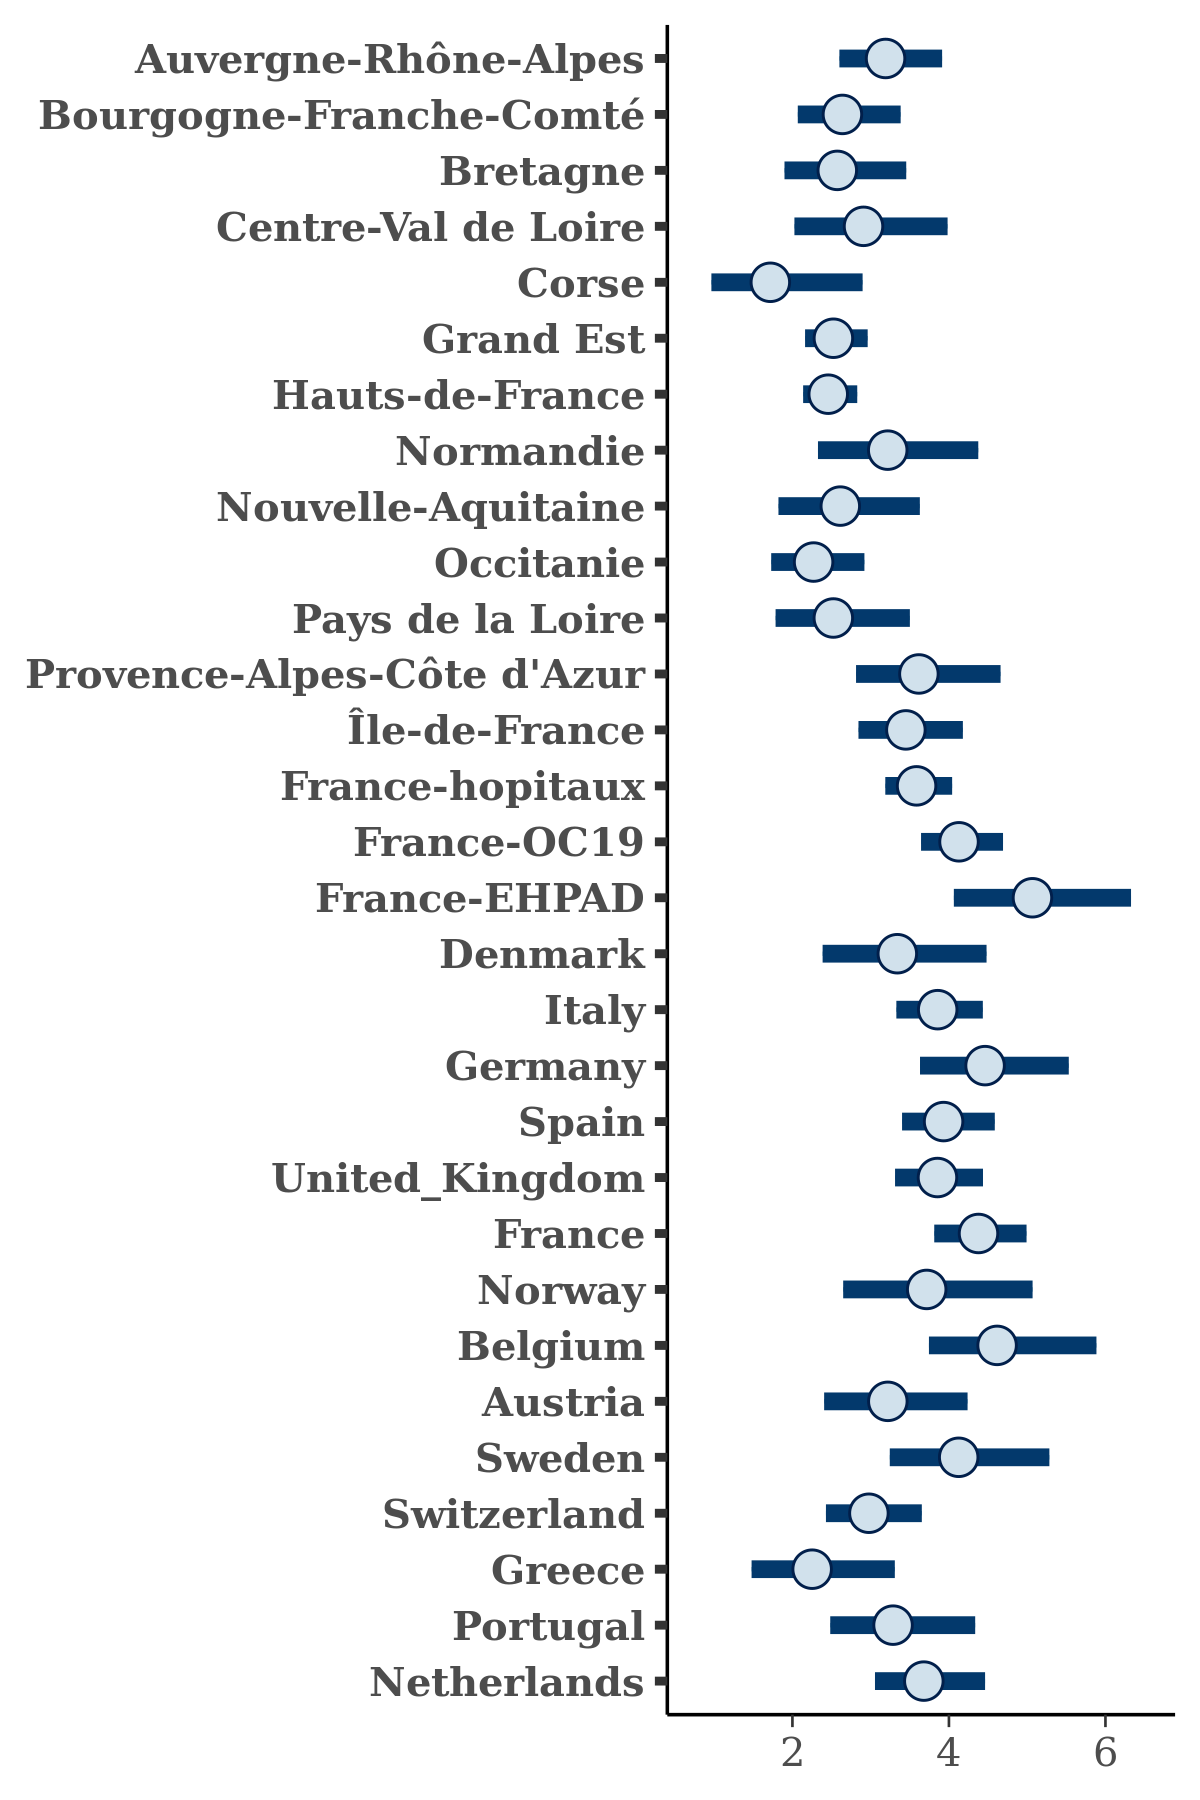 Auvergne-Rhône-Alpes
Bourgogne-Franche-Comté
Bretagne
Centre-Val de Loire
Corse
Grand Est
Hauts-de-France
Normandie
Nouvelle-Aquitaine
Occitanie
Pays de la Loire
Provence-Alpes-Côte d'Azur
Île-de-France
France-hopitaux
France-OC19
France-EHPAD
Denmark
Italy
Germany
Spain
United_Kingdom
France
Norway
Belgium
Austria
Sweden
Switzerland
Greece
Portugal
Netherlands
2 4 6